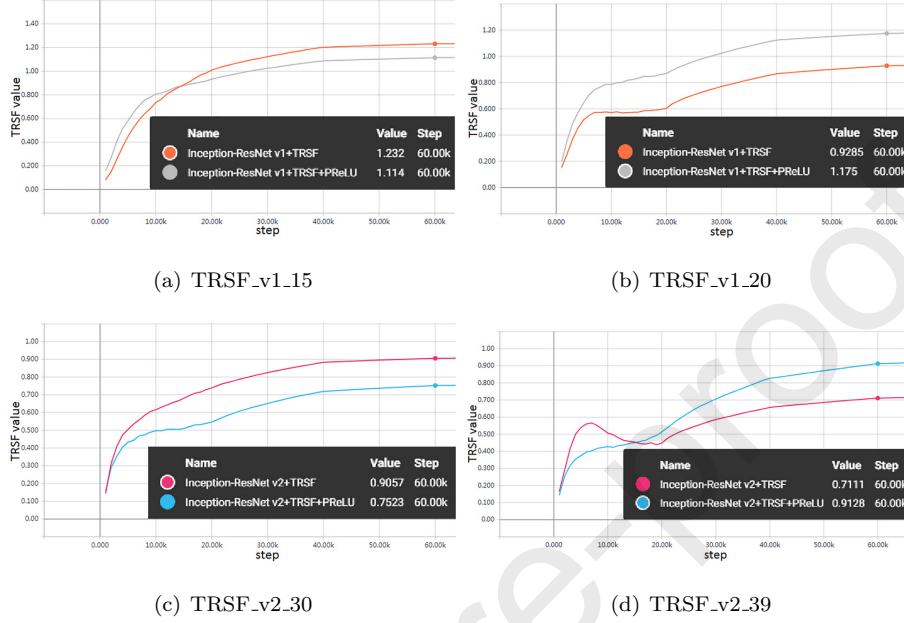 1.40
1.20
1.00
0.800
0.600
0.400
0.200
0.00
TRSF value
Name Value Step
Inception-ResNet v1+TRSF 1.232 60.00k
Inception-ResNet v1+TRSF+PReLU 1.114 60.00k
0.000 10.00k 20.00k 30.00k 40.00k 50.00k 60.00k
step
(a) TRSF_v1_15
1.20
1.00
0.800
0.600
0.400
0.200
0.00
TRSF value
Name Value Step
Inception-ResNet v1+TRSF 0.9285 60.00k
Inception-ResNet v1+TRSF+PReLU 1.175 60.00k
0.000 10.00k 20.00k 30.00k 40.00k 50.00k 60.00k
step
(b) TRSF_v1_20
1.00
0.900
0.800
0.700
0.600
0.500
0.400
0.300
0.200
0.100
0.00
TRSF value
Name Value Step
Inception-ResNet v2+TRSF 0.9057 60.00k
Inception-ResNet v2+TRSF+PReLU 0.7523 60.00k
0.000 10.00k 20.00k 30.00k 40.00k 50.00k 60.00k
step
(c) TRSF_v2_30
1.00
0.900
0.800
0.700
0.600
0.500
0.400
0.300
0.200
0.100
0.00
TRSF value
Name Value Step
Inception-ResNet v2+TRSF 0.7111 60.00k
Inception-ResNet v2+TRSF+PReLU 0.9128 60.00k
0.000 10.00k 20.00k 30.00k 40.00k 50.00k 60.00k
step
(d) TRSF_v2_39
re-proof